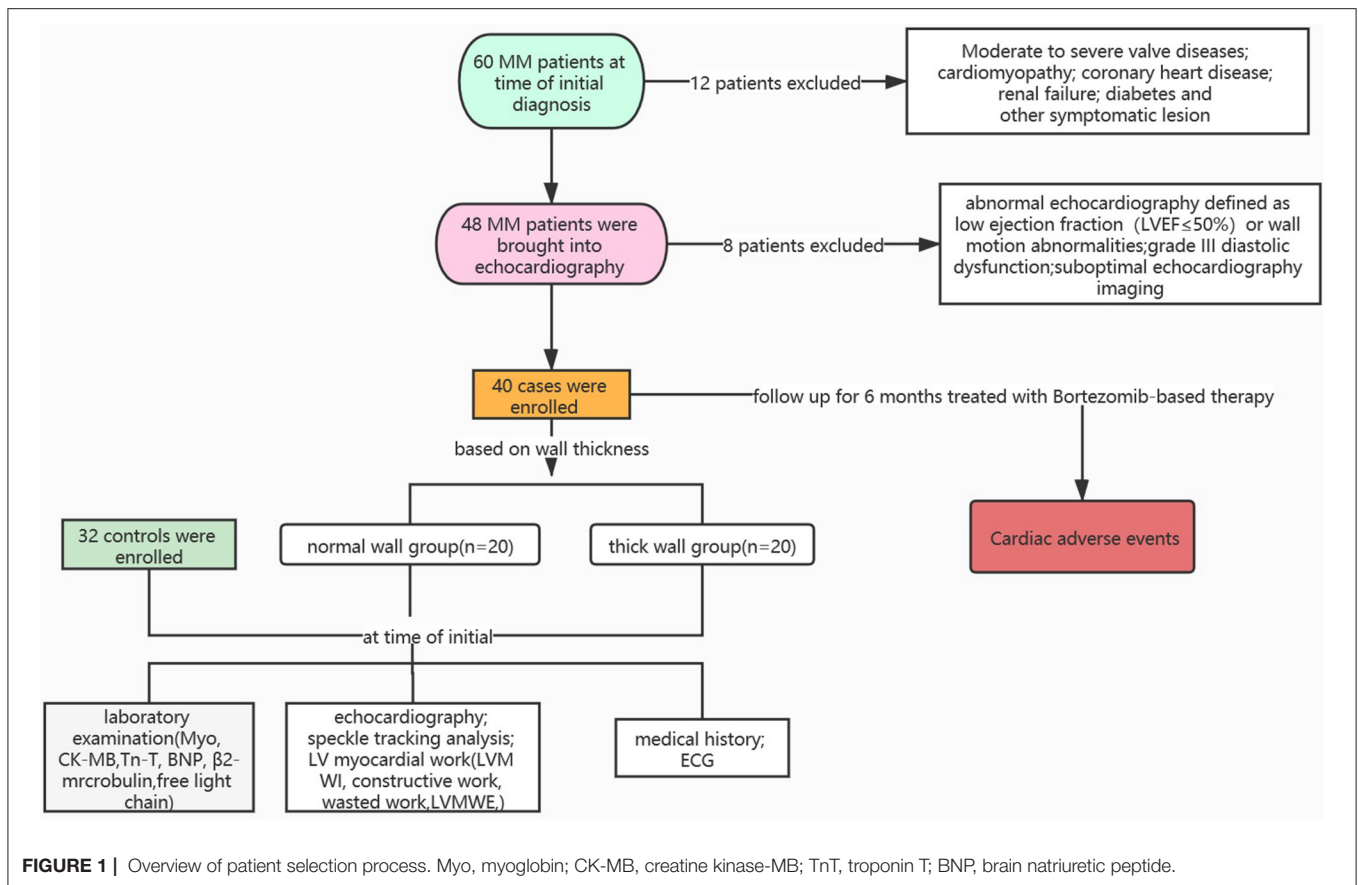 60 MM patients at
time of initial
diagnosis
12 patients excluded
Moderate to severe valve diseases;
cardiomyopathy; coronary heart disease;
renal failure; diabetes and
other symptomatic lesion
48 MM patients were
brought into
echocardiography
8 patients excluded
abnormal echocardiography defined as
low ejection fraction（LVEF≤50%）or wall
motion abnormalities;grade III diastolic
dysfunction;suboptimal echocardiography
imaging
40 cases were
enrolled
follow up for 6 months treated with Bortezomib-based therapy
based on wall thickness
32 controls were
enrolled
normal wall group(n=20)
thick wall group(n=20)
Cardiac adverse events
at time of initial
laboratory
examination(Myo,
CK-MB,Tn-T, BNP, β2-
mrcrobulin,free light
chain)
echocardiography;
speckle tracking analysis;
LV myocardial work(LVM
WI, constructive work,
wasted work,LVMWE,)
medical history;
ECG
FIGURE 1 | Overview of patient selection process. Myo, myoglobin; CK-MB, creatine kinase-MB; TnT, troponin T; BNP, brain natriuretic peptide.